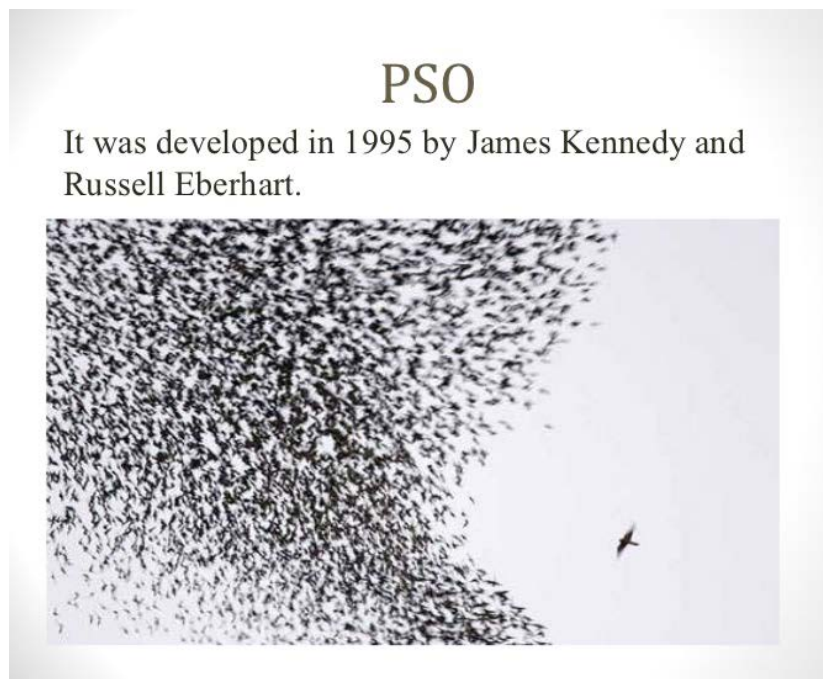 PSO
It was developed in 1995 by James Kennedy and
Russell Eberhart.